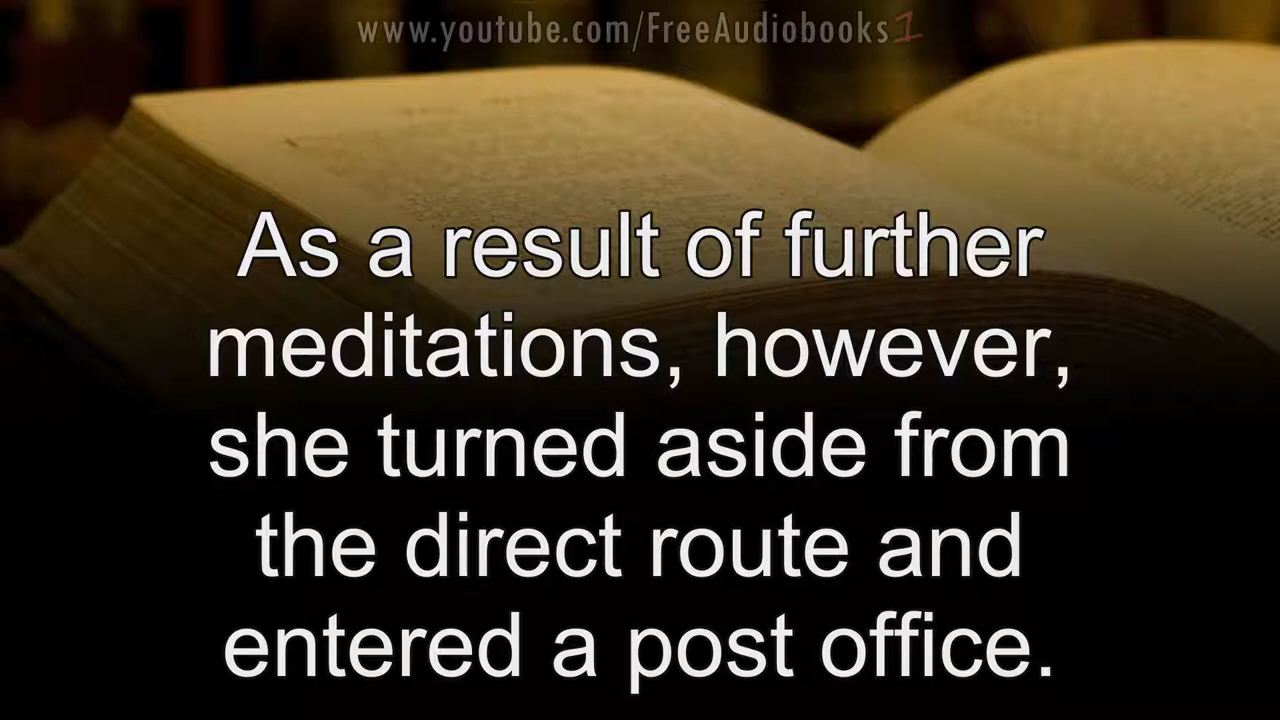 www.youtube.com/FreeAudiobooks1
As a result of further
meditations, however,
she turned aside from
the direct route and
entered a post office.